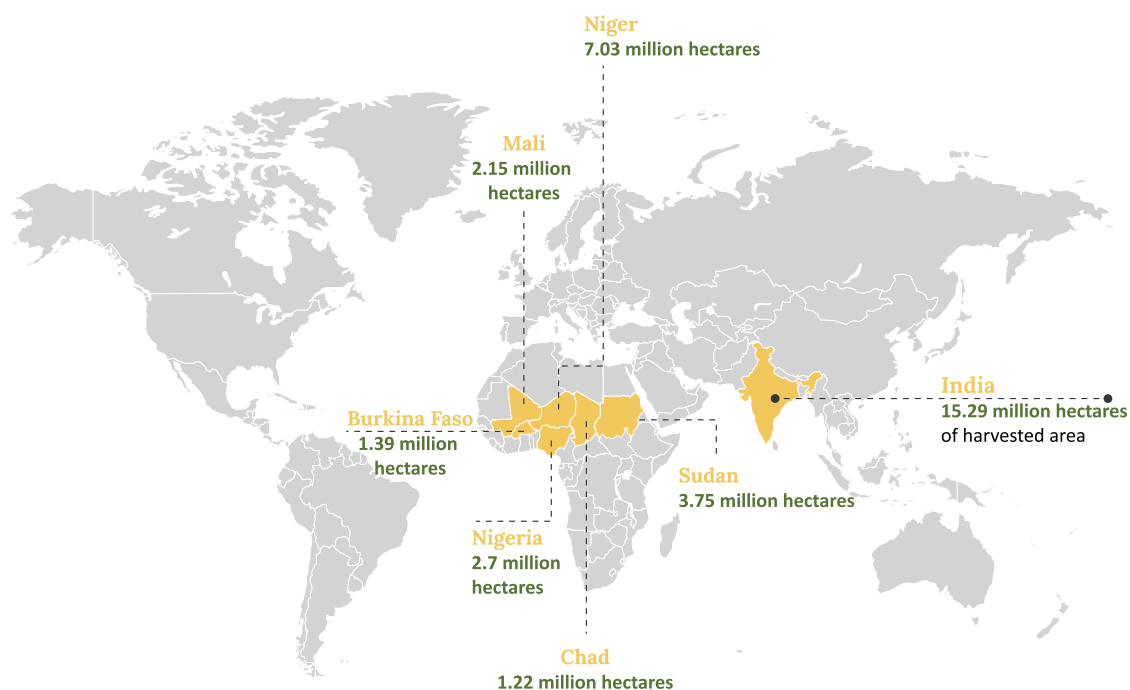 Niger
7.03 million hectares
Mali
2.15 million
hectares
India
15.29 million hectares
of harvested area
Burkina Faso
1.39 million
hectares
Sudan
3.75 million hectares
Nigeria
2.7 million
hectares
Chad
1.22 million hectares